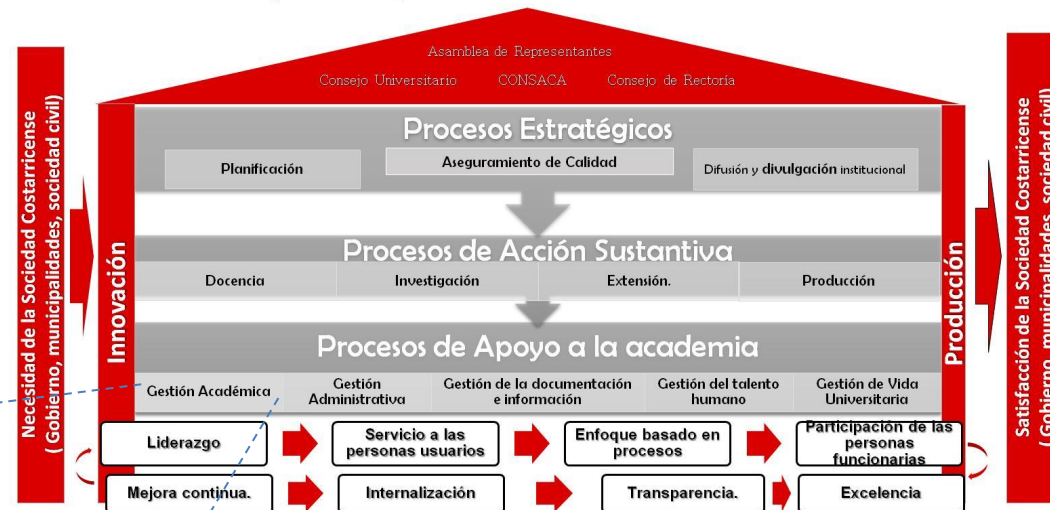 Asamblea de Representantes
Consejo Universitario CONSACA Consejo de Rectoría
Necesidad de la Sociedad Costarricense
( Gobierno, municipalidades, sociedad civil)
Innovación
Procesos Estratégicos
Planificación
Aseguramiento de Calidad
Difusión y divulgación institucional
Procesos de Acción Sustantiva
Docencia
Investigación
Extensión.
Producción
Procesos de Apoyo a la academia
Gestión Académica
Gestión
Administrativa
Gestión de la documentación
e información
Gestión del talento
humano
Gestión de Vida
Universitaria
Liderazgo
Servicio a las
personas usuarios
Enfoque basado en
procesos
Participación de las
personas
funcionarias
Mejora continua.
Internalización
Transparencia.
Excelencia
Producción
Satisfacción de la Sociedad Costarricense
( Gobierno, municipalidades, sociedad civil)